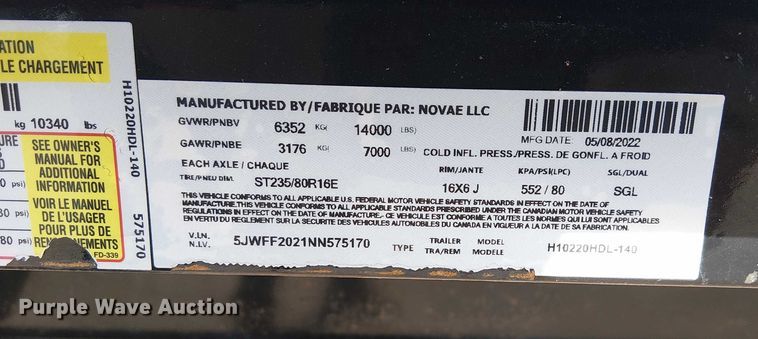 ATION
LE CHARGEMENT
kg 10340 lbs
SEE OWNER'S
MANUAL FOR
ADDITIONAL
INFORMATION
VOIR LE MANUEL
DE L'USAGER
POUR PLUS DE
RENSEIGNEMENTS
FD-339
H10220HDL-140
575170
MANUFACTURED BY/FABRIQUE PAR: NOVAE LLC
GVWR/PNBV 6352 KG( 14000 LBS)
MFG DATE: 05/08/2022
GAWR/PNBE 3176 KG( 7000 LBS)
COLD INFL. PRESS./PRESS. DE GONFL. A FROID
EACH AXLE / CHAQUE
RIM/JANTE KPA/PSI(LPC) SGL/DUAL
TIRE/PNEU DIM. ST235/80R16E 16X6 J 552 / 80 SGL
THIS VEHICLE CONFORMS TO ALL APPLICABLE U.S. FEDERAL MOTOR VEHICLE SAFETY STANDARDS IN EFFECT ON THE DATE OF
MANUFACTURE.THIS VEHICLE CONFORMS TO ALL APPLICABLE STANDARDS PRESCRIBED UNDER THE CANADIAN MOTOR VEHICLE SAFETY
REGULATIONS IN EFFECT ON THE DATE OF MANUFACTURE.- CE VEHICULE EST CONFORME A TOUTES LES NORMES QUI LUI SONT APPLICABLES
EN VERTU DU REGLEMENT SUR LA SECURITE DES VEHICULES AUTOMOBILES DU CANADA EN VIGUEUR A LA DATE DE SA FABRICATION.
V.I.N. 5JWFF2021NN575170 TYPE TRAILER MODEL H10220HDL-140
N.I.V. TRA/REM MODELE
Purple Wave Auction